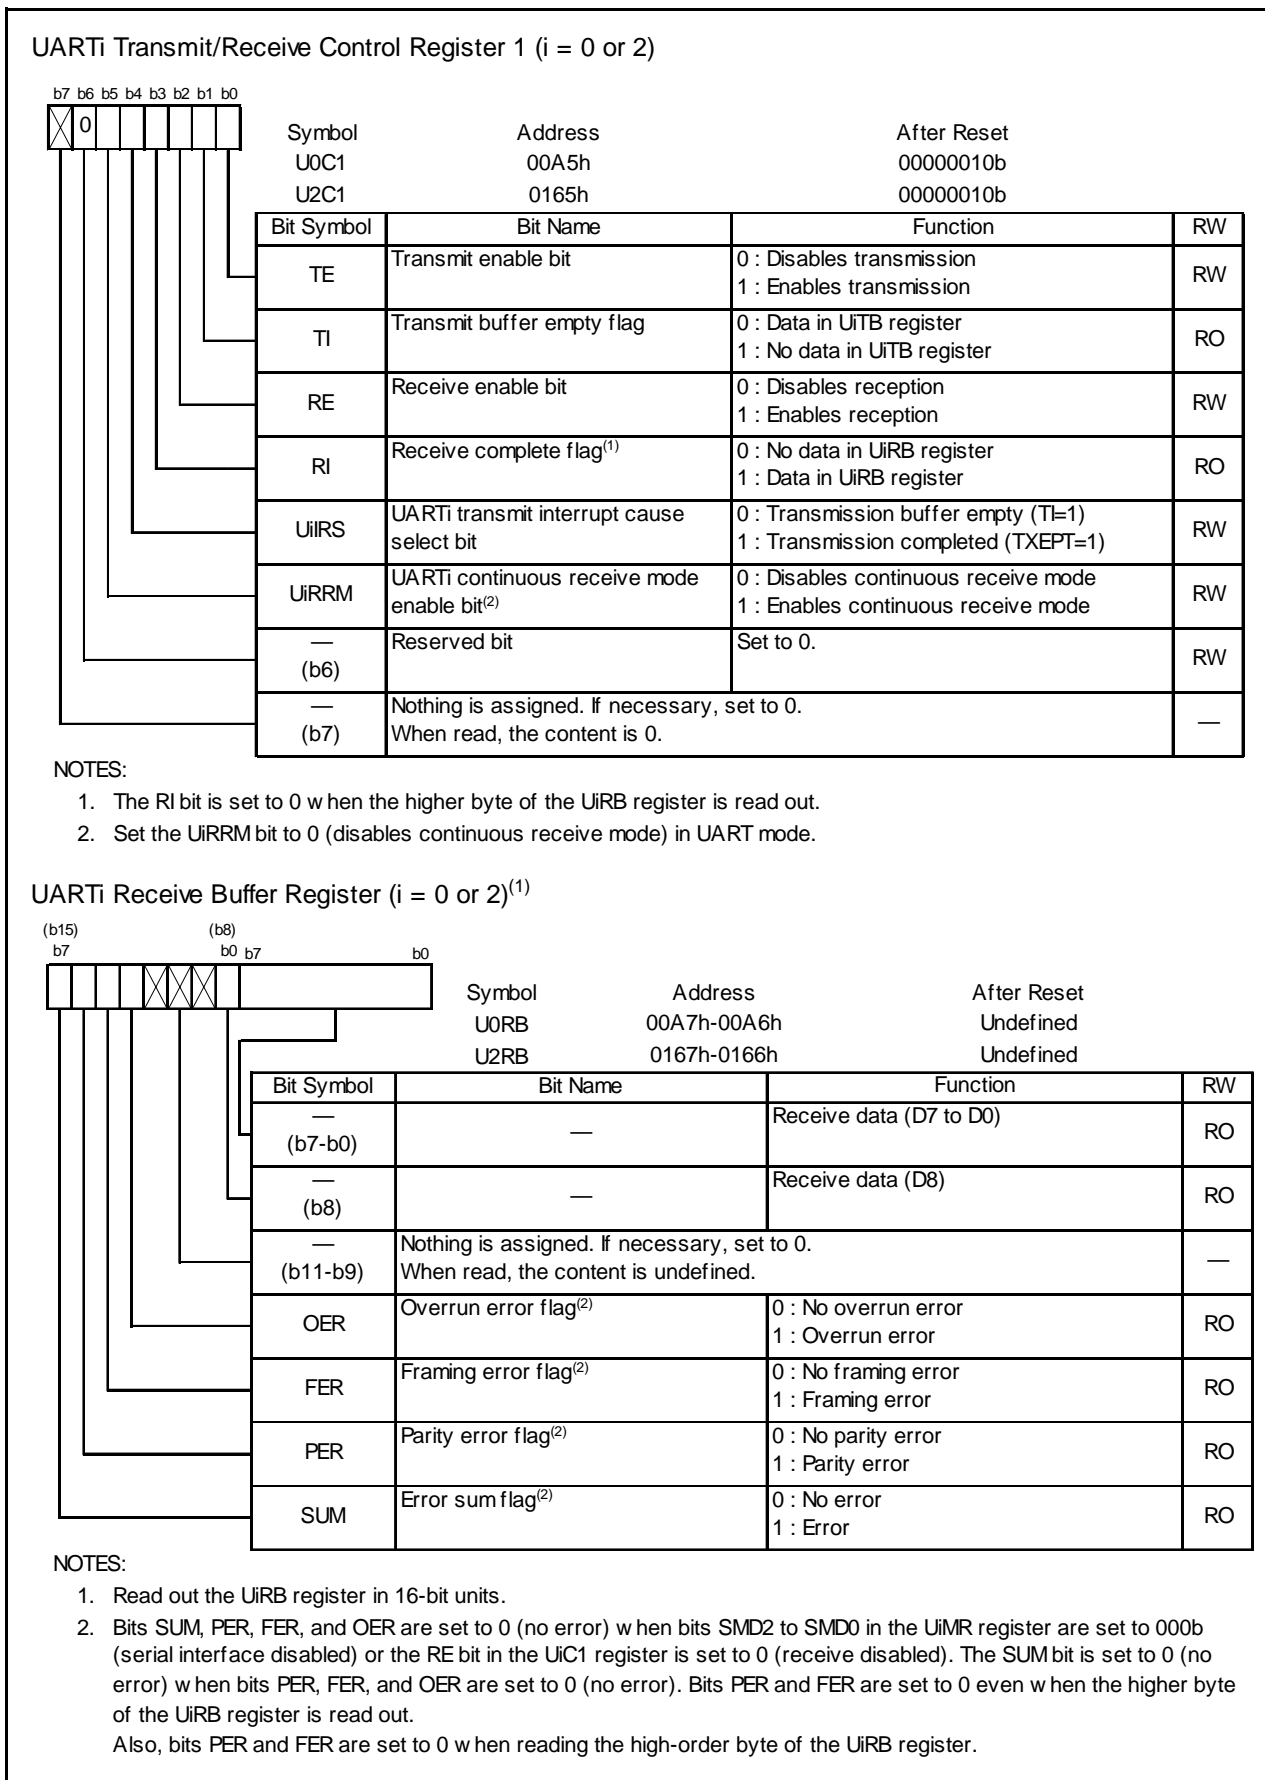 UARTi Transmit/Receive Control Register 1 (i = 0 or 2)
b7 b6 b5 b4 b3 b2 b1 b0
0
Symbol Address After Reset
U0C1 00A5h 00000010b
U2C1 0165h 00000010b
Bit Symbol Bit Name Function RW
TE Transmit enable bit 0 : Disables transmission RW
1 : Enables transmission
TI Transmit buffer empty flag 0 : Data in UiTB register RO
1 : No data in UiTB register
RE Receive enable bit 0 : Disables reception RW
1 : Enables reception
RI Receive complete flag(1) 0 : No data in UiRB register RO
1 : Data in UiRB register
UiIRS UARTi transmit interrupt cause 0 : Transmission buffer empty (TI=1) RW
select bit 1 : Transmission completed (TXEPT=1)
UiRRM UARTi continuous receive mode 0 : Disables continuous receive mode RW
enable bit(2) 1 : Enables continuous receive mode
— Reserved bit Set to 0. RW
(b6)
— Nothing is assigned. If necessary, set to 0. —
(b7) When read, the content is 0.
NOTES:
1. The RI bit is set to 0 when the higher byte of the UiRB register is read out.
2. Set the UiRRM bit to 0 (disables continuous receive mode) in UART mode.
UARTi Receive Buffer Register (i = 0 or 2)(1)
(b15) (b8)
b7 b0 b7 b0
Symbol Address After Reset
U0RB 00A7h-00A6h Undefined
U2RB 0167h-0166h Undefined
Bit Symbol Bit Name Function RW
— — Receive data (D7 to D0) RO
(b7-b0)
— — Receive data (D8) RO
(b8)
— Nothing is assigned. If necessary, set to 0. —
(b11-b9) When read, the content is undefined.
OER Overrun error flag(2) 0 : No overrun error RO
1 : Overrun error
FER Framing error flag(2) 0 : No framing error RO
1 : Framing error
PER Parity error flag(2) 0 : No parity error RO
1 : Parity error
SUM Error sum flag(2) 0 : No error RO
1 : Error
NOTES:
1. Read out the UiRB register in 16-bit units.
2. Bits SUM, PER, FER, and OER are set to 0 (no error) when bits SMD2 to SMD0 in the UiMR register are set to 000b
(serial interface disabled) or the RE bit in the UiC1 register is set to 0 (receive disabled). The SUM bit is set to 0 (no
error) when bits PER, FER, and OER are set to 0 (no error). Bits PER and FER are set to 0 even when the higher byte
of the UiRB register is read out.
Also, bits PER and FER are set to 0 when reading the high-order byte of the UiRB register.